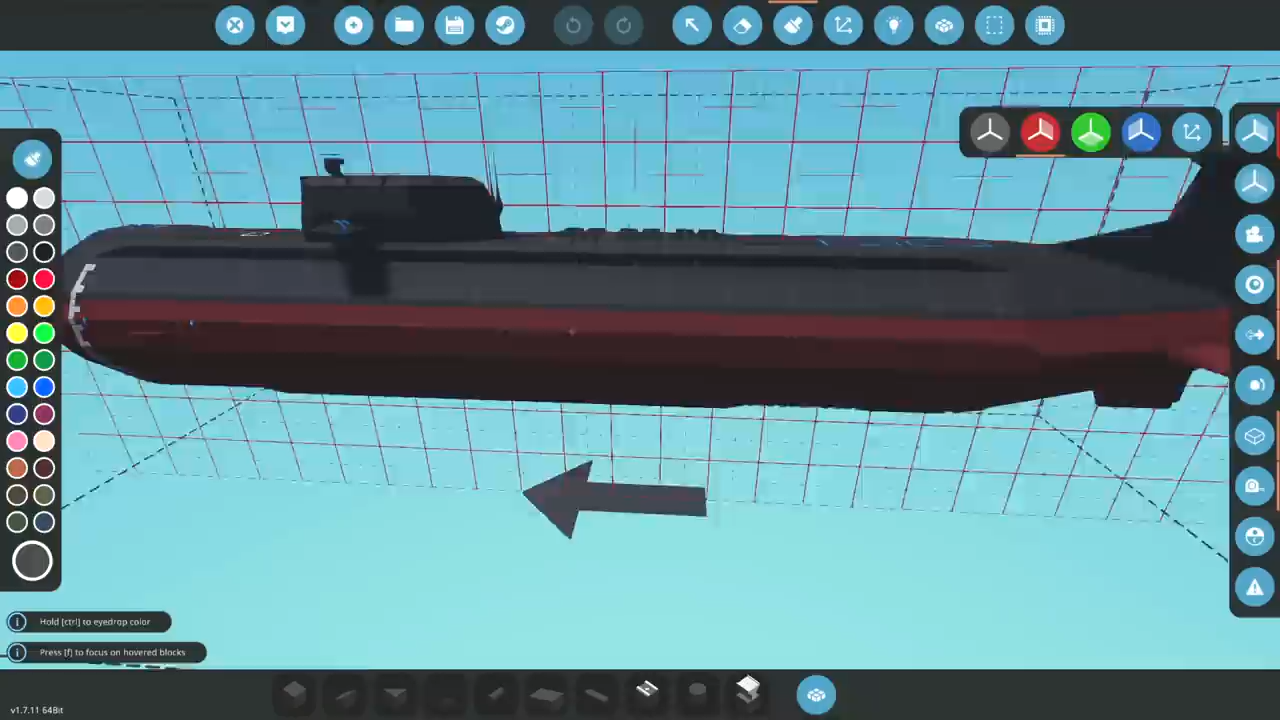 Hold [ctrl] to eyedrop color
Press [f] to focus on hovered blocks
v1.7.11 64Bit